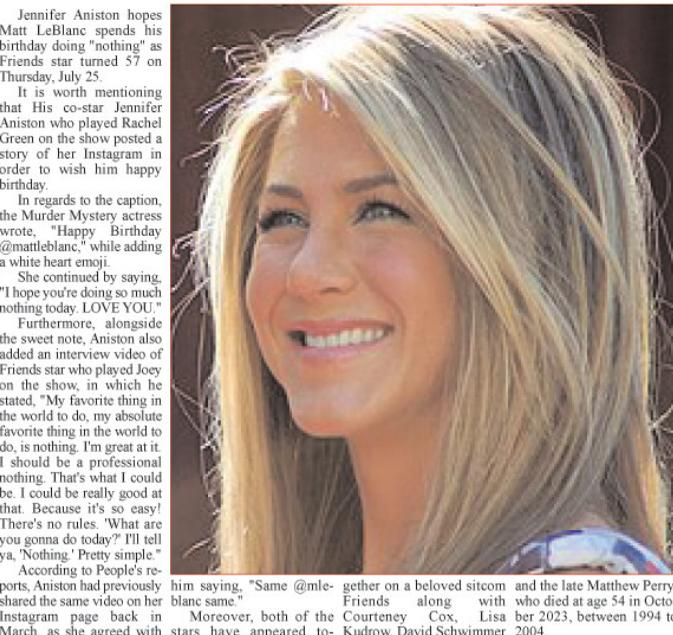 Jennifer Aniston hopes
Matt LeBlanc spends his
birthday doing "nothing" as
Friends star turned 57 on
Thursday, July 25.
It is worth mentioning
that His co-star Jennifer
Aniston who played Rachel
Green on the show posted a
story of her Instagram in
order to wish him happy
birthday.
In regards to the caption,
the Murder Mystery actress
wrote, "Happy Birthday
@mattleblanc," while adding
a white heart emoji.
She continued by saying,
"I hope you're doing so much
nothing today. LOVE YOU."
Furthermore, alongside
the sweet note, Aniston also
added an interview video of
Friends star who played Joey
on the show, in which he
stated, "My favorite thing in
the world to do, my absolute
favorite thing in the world to
do, is nothing. I'm great at it.
I should be a professional
nothing. That's what I could
be. I could be really good at
that. Because it's so easy!
There's no rules. 'What are
you gonna do today?' I'll tell
ya, 'Nothing.' Pretty simple."
According to People's re-
ports, Aniston had previously
shared the same video on her
Instagram page back in
March, as she agreed with
him saying, "Same @mle-
blanc same."
Moreover, both of the
stars have appeared to-
gether on a beloved sitcom
Friends along with
Courteney Cox, Lisa
Kudrow, David Schwimmer
and the late Matthew Perry
who died at age 54 in Octo
ber 2023, between 1994 to
2004.